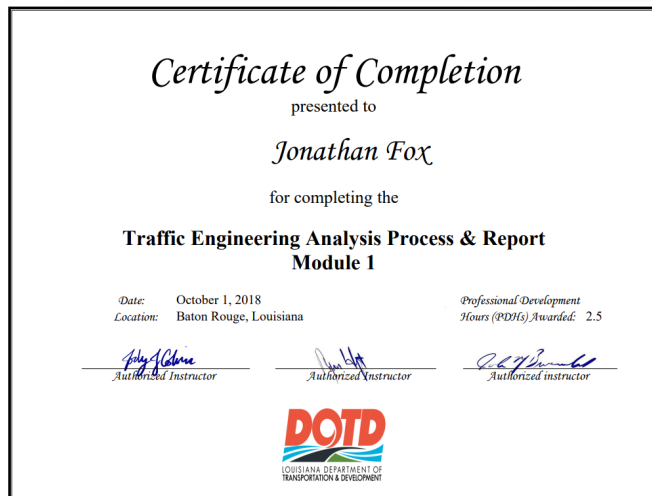 Certificate of Completion
presented to
Jonathan Fox
for completing the
Traffic Engineering Analysis Process & Report
Module 1
Date: October 1, 2018
Location: Baton Rouge, Louisiana
Professional Development
Hours (PDHs) Awarded: 2.5
Authorized Instructor
Authorized Instructor
Authorized instructor
DOTD
LOUISIANA DEPARTMENT OF
TRANSPORTATION & DEVELOPMENT